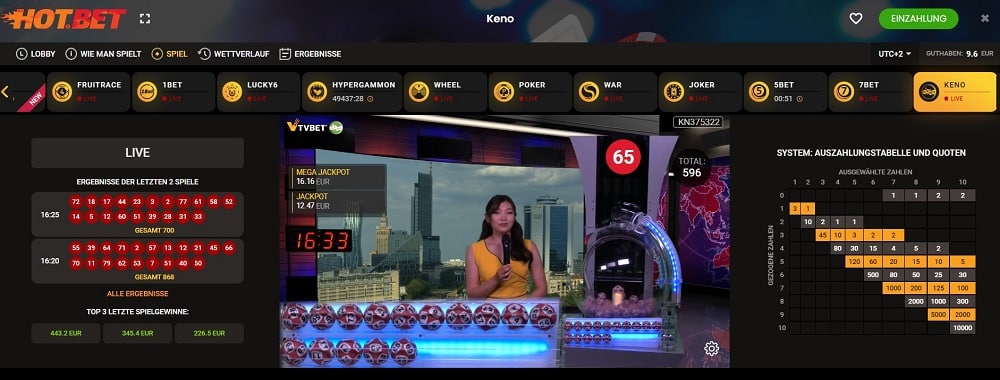 HOT.BET
Keno
EINZAHLUNG
LOBBY
WIE MAN SPIELT
SPIEL
WETTVERLAUF
ERGEBNISSE
UTC+2
GUTHABEN: 9.6 EUR
NEW
FRUITRACE
LIVE
1BET
LIVE
LUCKY6
LIVE
HYPERGAMMON
49437:28
WHEEL
LIVE
POKER
LIVE
WAR
LIVE
JOKER
LIVE
5BET
00:51
7BET
LIVE
KENO
LIVE
LIVE
ERGEBNISSE DER LETZTEN 2 SPIELE
16:25
72 18 17 44 23 3 2 77 61 58 52
14 5 12 60 51 39 28 31 33
GESAMT 700
16:20
55 39 64 71 2 57 13 12 21 45 66
70 11 79 62 53 7 51 40 50
GESAMT 868
ALLE ERGEBNISSE
TOP 3 LETZTE SPIELGEWINNE:
443.2 EUR 345.4 EUR 226.5 EUR
TVBET
KN375322
MEGA JACKPOT
16.16 EUR
JACKPOT
12.47 EUR
65
TOTAL:
596
16:33
SYSTEM: AUSZAHLUNGSTABELLE UND QUOTEN
AUSGEWÄHLTE ZAHLEN
1 2 3 4 5 6 7 8 9 10
GEZOGENE ZAHLEN
0 1 1 2 2
1 3 1
2 10 2 1 1
3 45 10 3 2 2
4 80 30 15 4 5 2
5 120 60 20 15 10 5
6 500 80 50 25 30
7 1000 200 125 100
8 2000 1000 300
9 5000 2000
10 10000